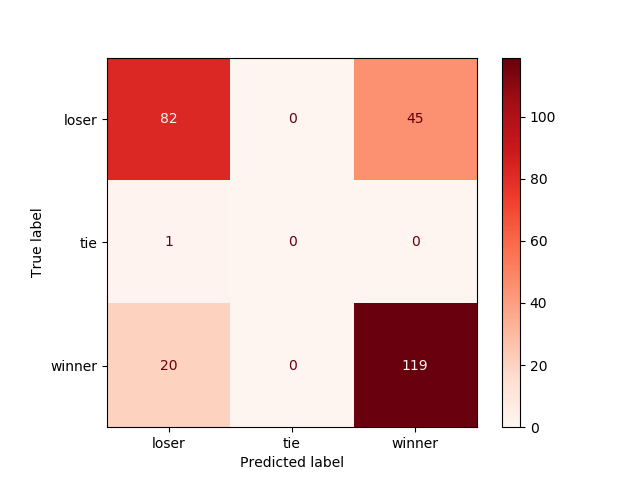 loser 82 0 45
tie 1 0 0
winner 20 0 119
loser tie winner
Predicted label
True label
100
80
60
40
20
0